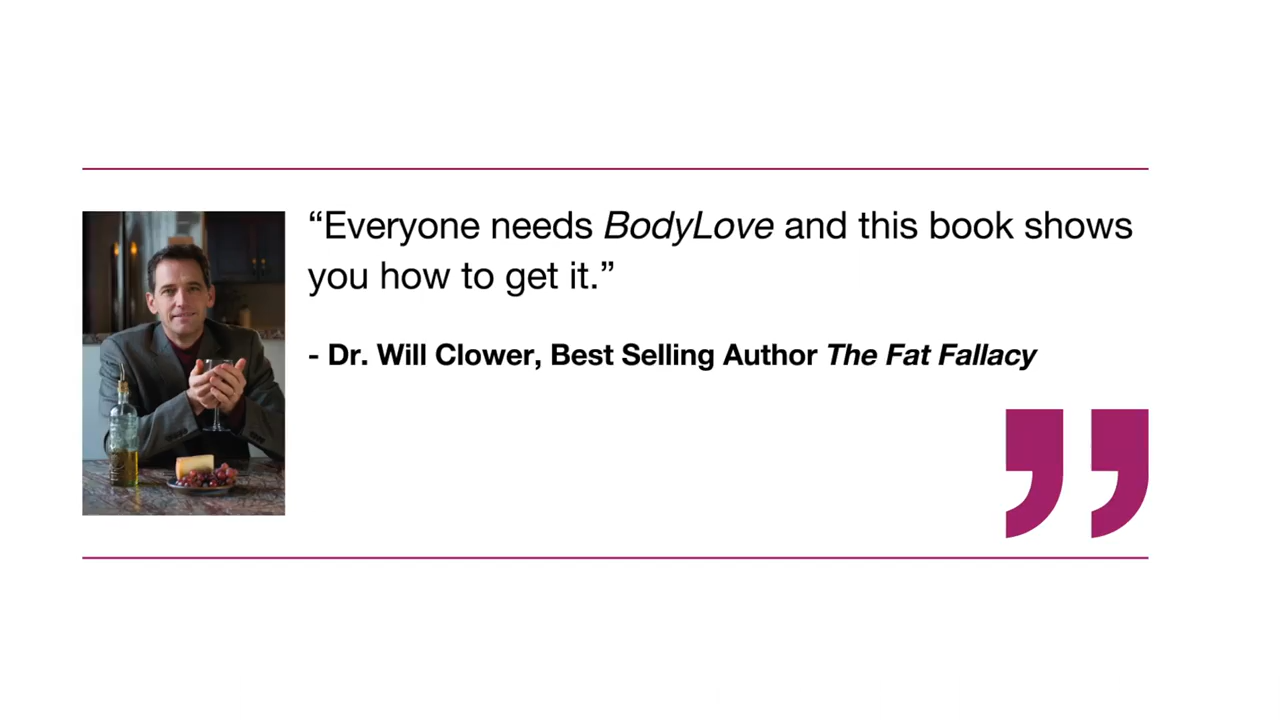 “Everyone needs BodyLove and this book shows
you how to get it.”
- Dr. Will Clower, Best Selling Author The Fat Fallacy